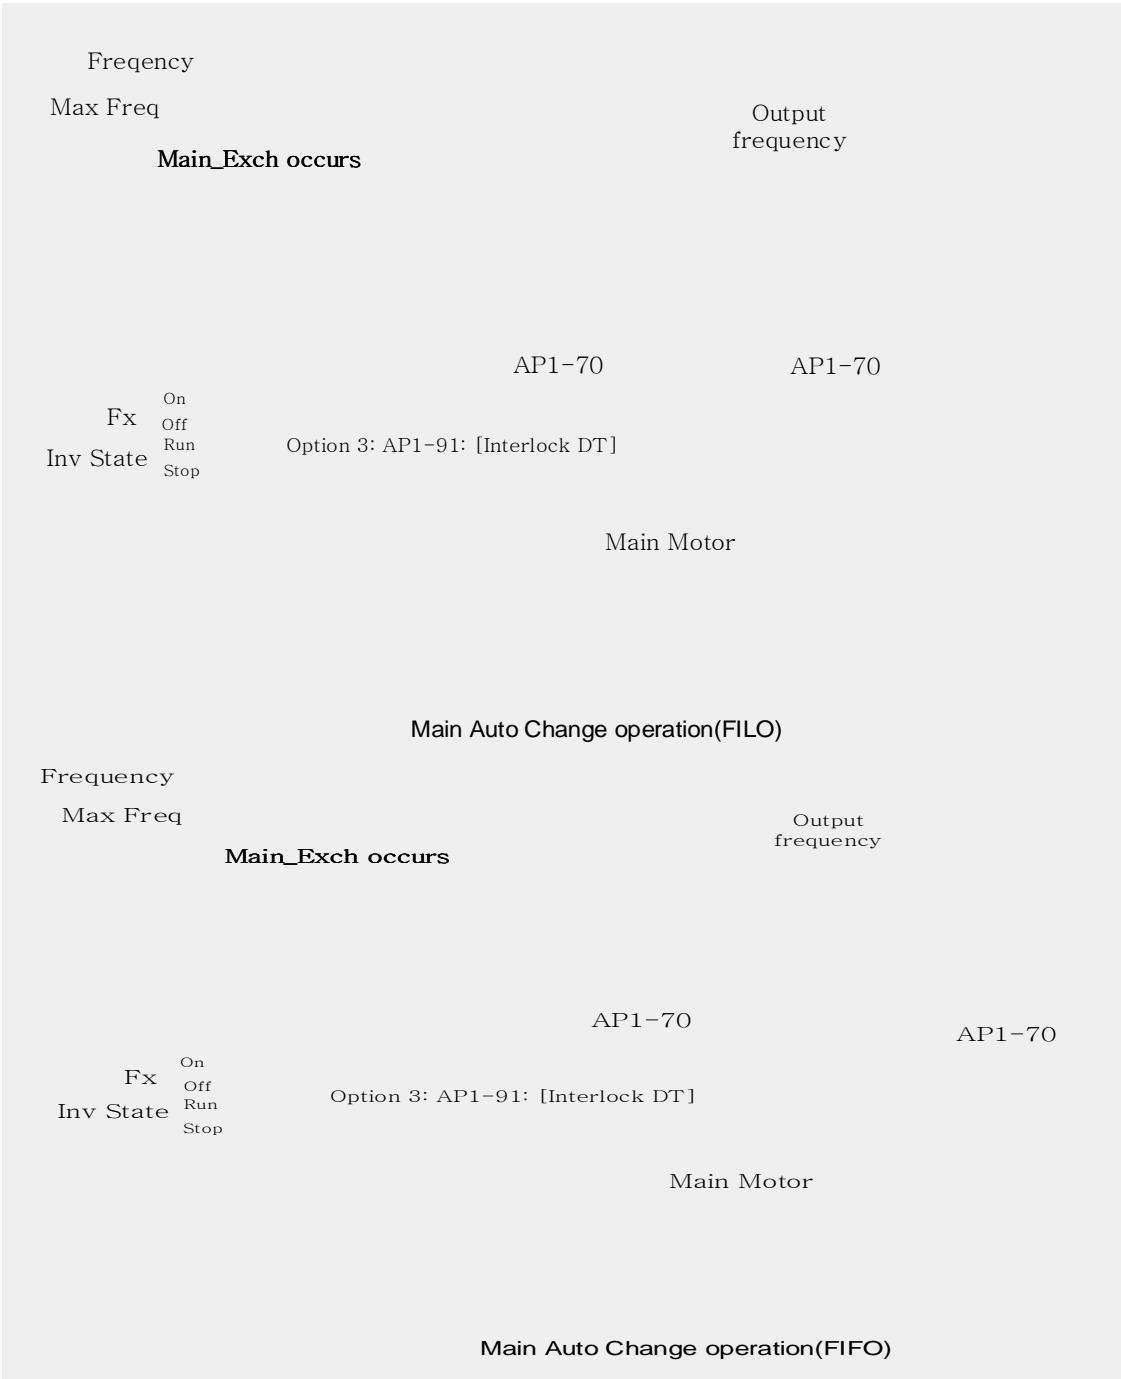 Freqency
Max Freq
Output
frequency
Main_Exch occurs
AP1-70
AP1-70
On
Fx
Off
Run
Option 3: AP1-91: [Interlock DT]
Inv State
Stop
Main Motor
Main Auto Change operation(FILO)
Frequency
Max Freq
Output
frequency
Main_Exch occurs
AP1-70
AP1-70
On
Fx
Off
Run
Option 3: AP1-91: [Interlock DT]
Inv State
Stop
Main Motor
Main Auto Change operation(FIFO)